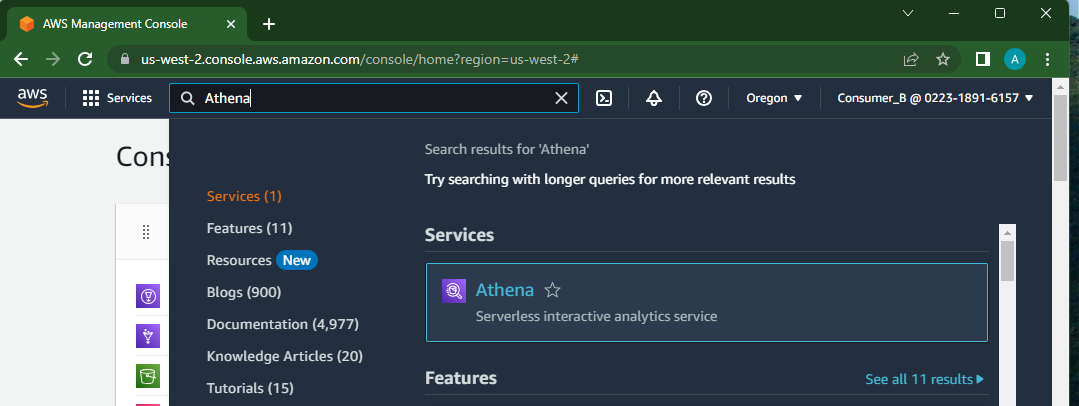 AWS Management Console
us-west-2.console.aws.amazon.com/console/home?region=us-west-2#
A
aws
Services
Athena
Oregon
Consumer_B @ 0223-1891-6157
Cons
Search results for 'Athena'
Try searching with longer queries for more relevant results
Services (1)
Features (11)
Resources New
Blogs (900)
Documentation (4,977)
Knowledge Articles (20)
Tutorials (15)
Services
Athena
Serverless interactive analytics service
Features
See all 11 results